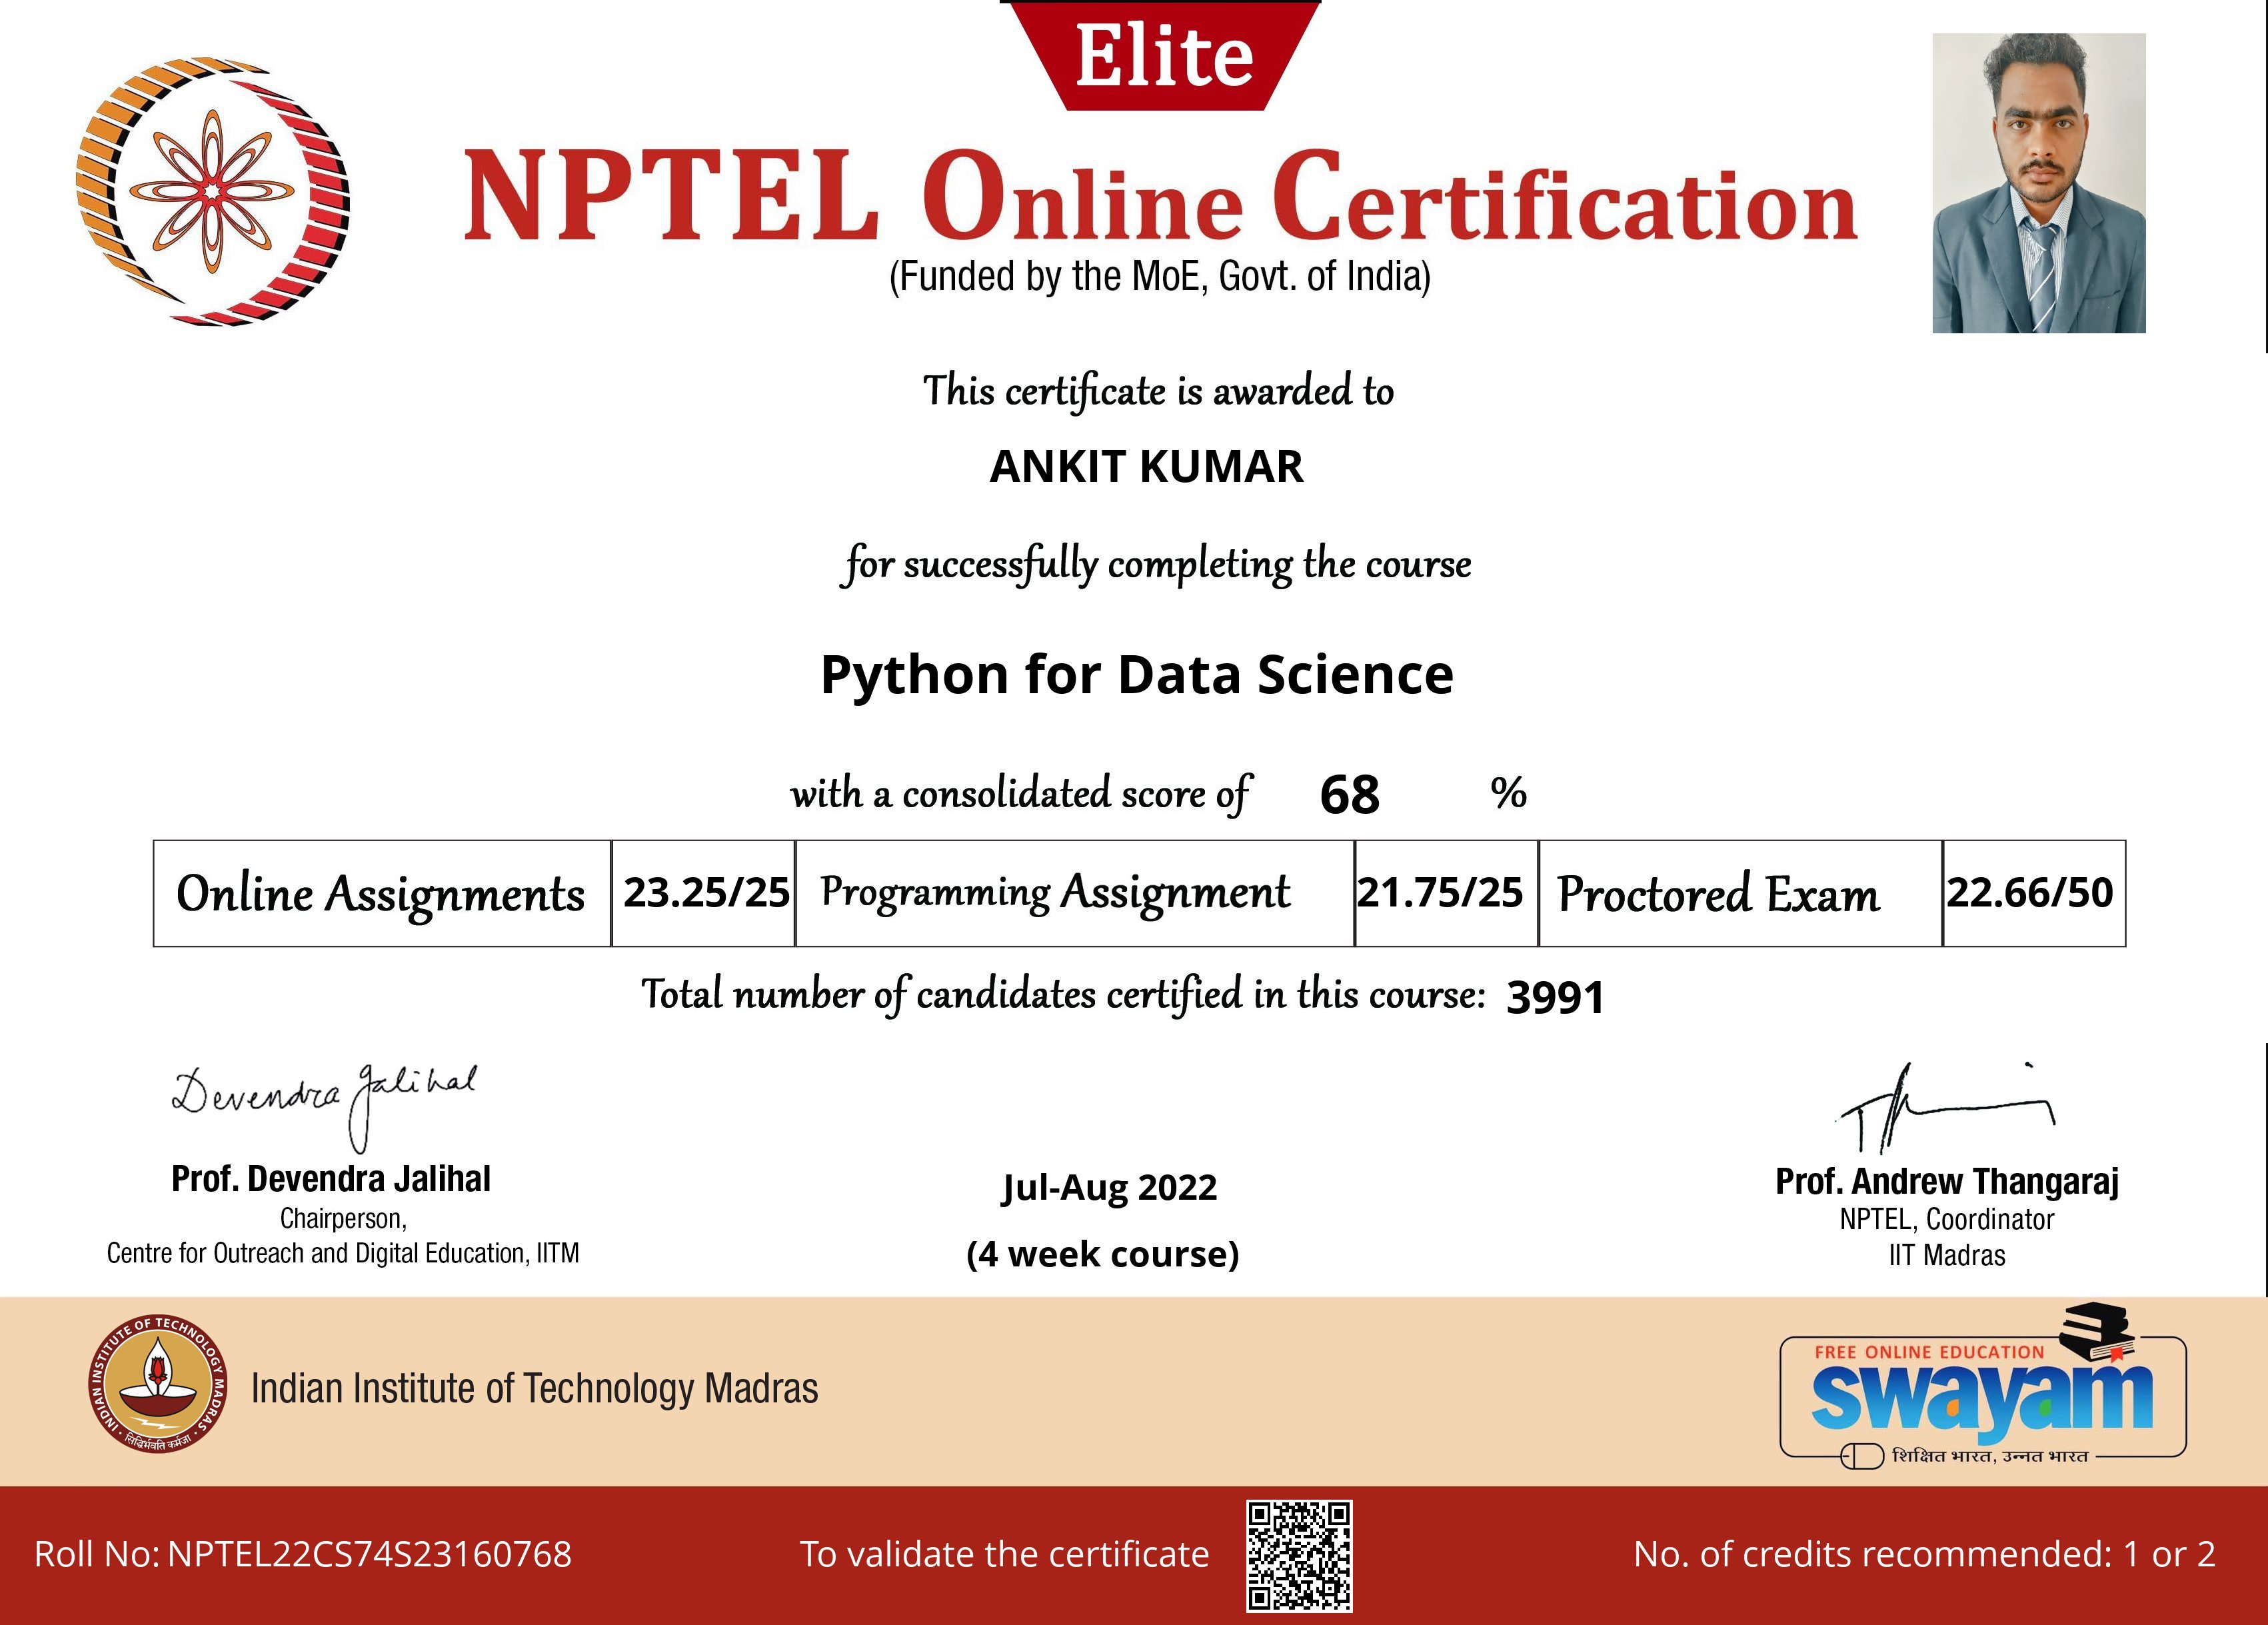 Elite
NPTEL Online Certification
(Funded by the MoE, Govt. of India)
This certificate is awarded to
ANKIT KUMAR
for successfully completing the course
Python for Data Science
with a consolidated score of 68 %
Online Assignments 23.25/25 Programming Assignment 21.75/25 Proctored Exam 22.66/50
Total number of candidates certified in this course: 3991
Devendra Jalihal
Prof. Devendra Jalihal
Chairperson,
Centre for Outreach and Digital Education, IITM
Jul-Aug 2022
(4 week course)
Prof. Andrew Thangaraj
NPTEL, Coordinator
IIT Madras
INDIAN INSTITUTE OF TECHNOLOGY MADRAS
सिद्धिर्भवति कर्मजा
Indian Institute of Technology Madras
FREE ONLINE EDUCATION
swayam
शिक्षित भारत, उन्नत भारत
Roll No: NPTEL22CS74S23160768
To validate the certificate
No. of credits recommended: 1 or 2